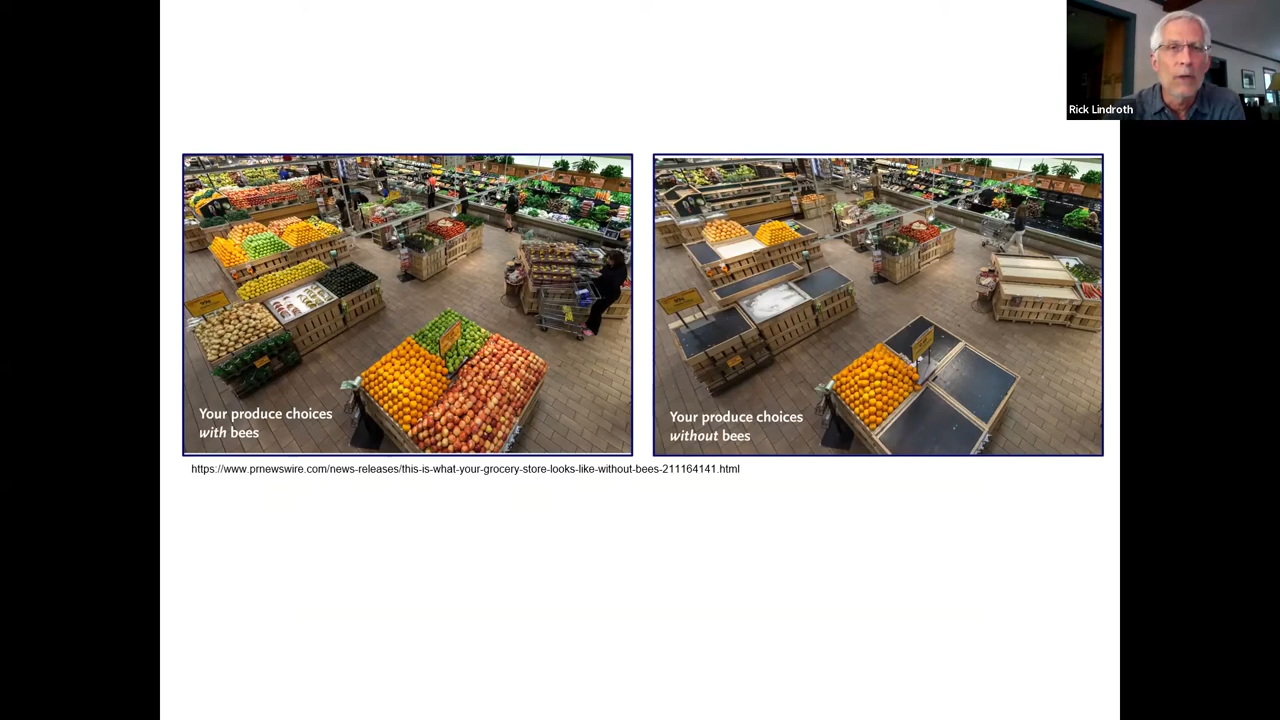 Rick Lindroth
Your produce choices
with bees
Your produce choices
without bees
https://www.prnewswire.com/news-releases/this-is-what-your-grocery-store-looks-like-without-bees-211164141.html